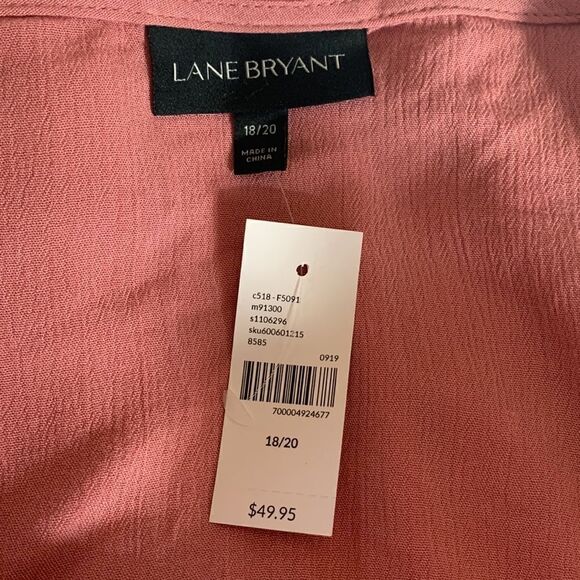 LANE BRYANT
18/20
MADE IN
CHINA
c518 - F5091
m91300
s1106296
sku600601215
8585
0919
700004924677
18/20
$49.95